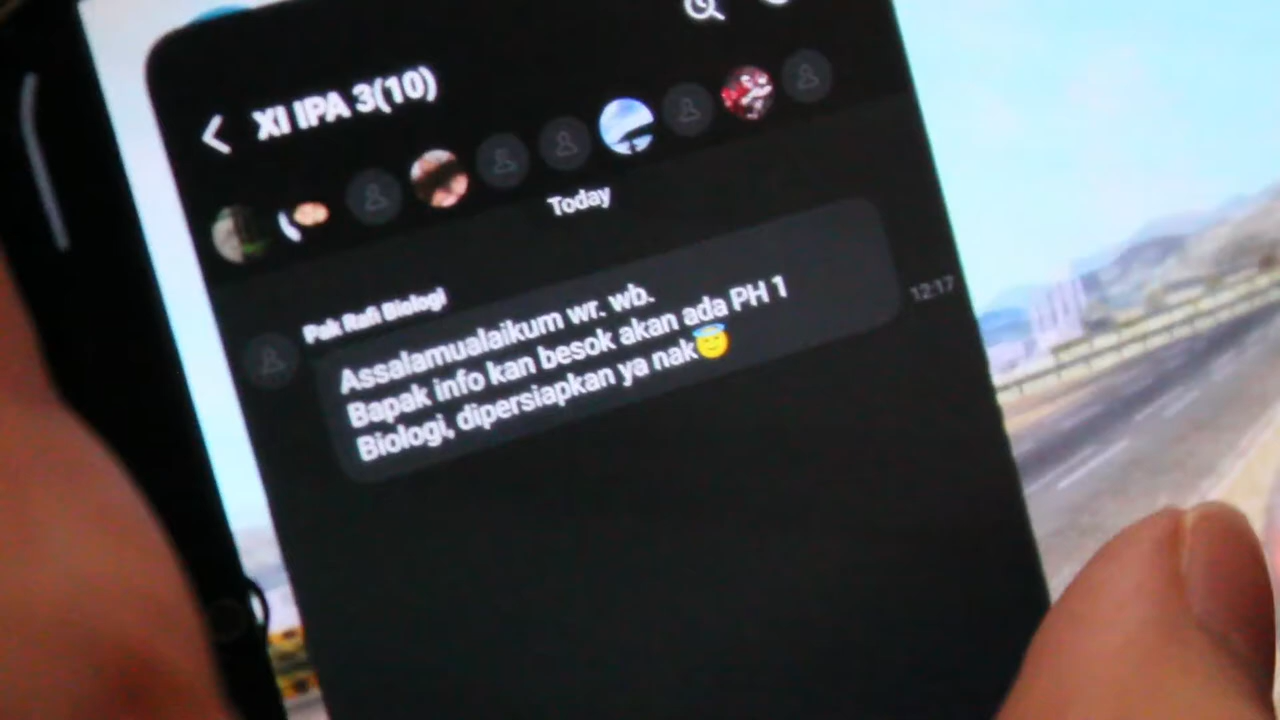 XI IPA 3(10)
Today
Pak Rafi Biologi
Assalamualaikum wr. wb.
Bapak info kan besok akan ada PH 1
Biologi, dipersiapkan ya nak😇
12:17